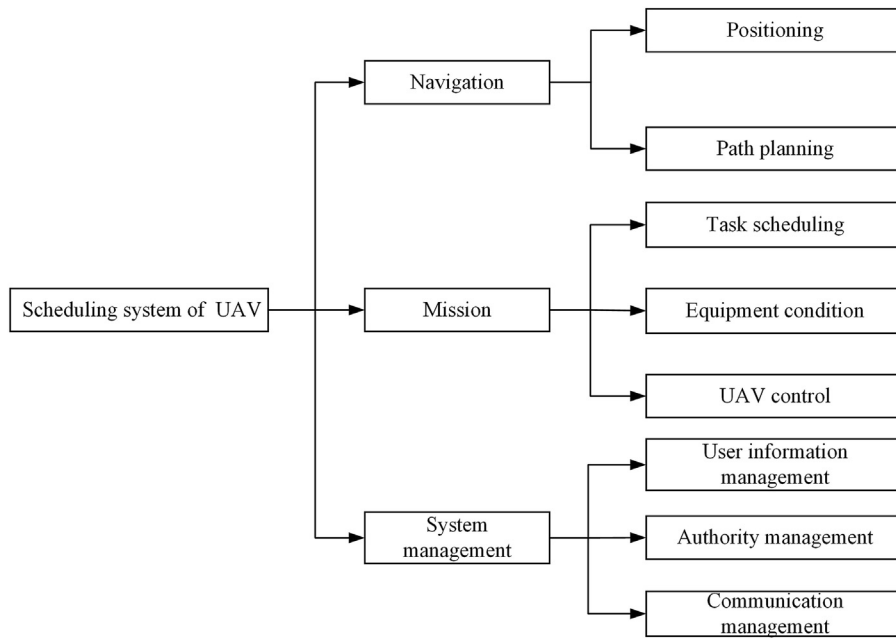 Scheduling system of UAV
Navigation
Positioning
Path planning
Mission
Task scheduling
Equipment condition
UAV control
System
management
User information
management
Authority management
Communication
management